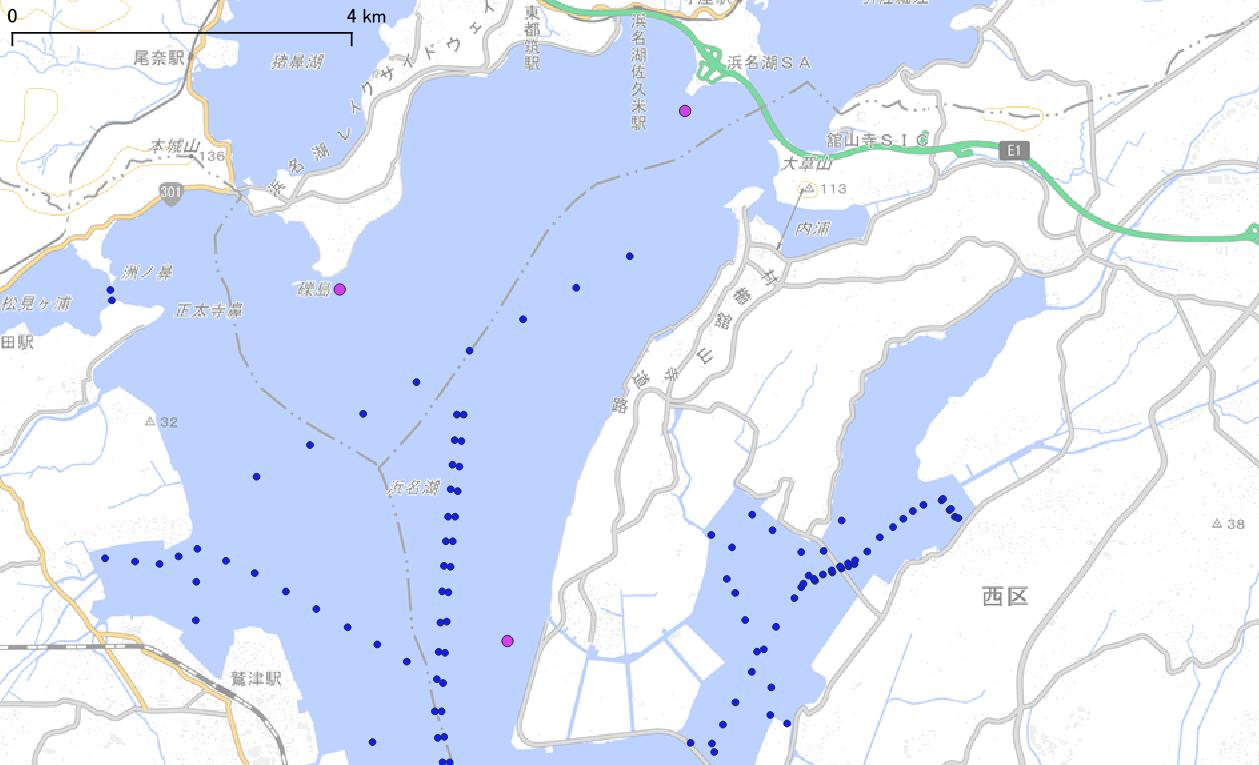 0
4 km
尾奈駅
猪鼻湖
東都筑駅
浜名湖佐久米駅
浜名湖SA
浜名湖レイクサイドウェイ
本城山
136
301
舘山寺SIC
E1
大草山
113
内浦
洲ノ鼻
礫島
松見ヶ浦
正太寺鼻
田駅
村櫛舘山寺道路
32
浜名湖
38
西区
鷲津駅